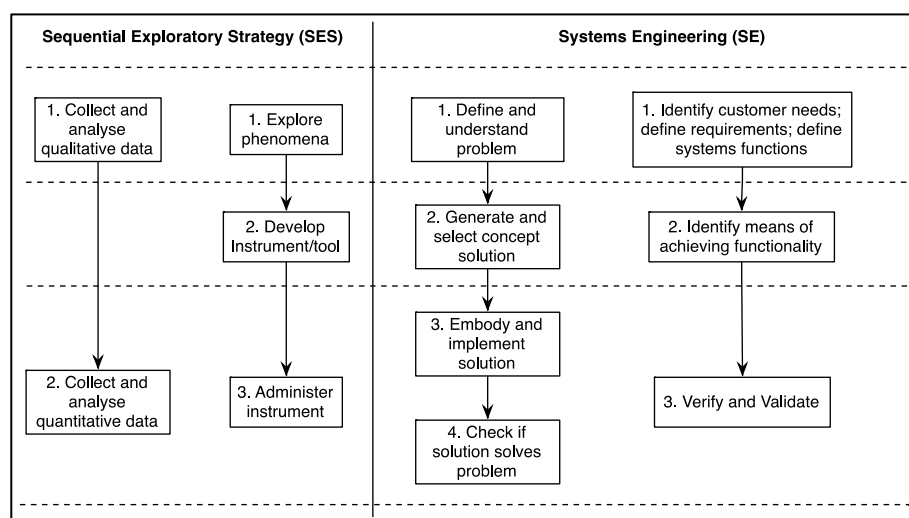 Sequential Exploratory Strategy (SES)
Systems Engineering (SE)
1. Collect and
analyse
qualitative data
1. Explore
phenomena
1. Define and
understand
problem
1. Identify customer needs;
define requirements; define
systems functions
2. Develop
Instrument/tool
2. Generate and
select concept
solution
2. Identify means of
achieving functionality
3. Embody and
implement
solution
2. Collect and
analyse
quantitative data
3. Administer
instrument
3. Verify and Validate
4. Check if
solution solves
problem